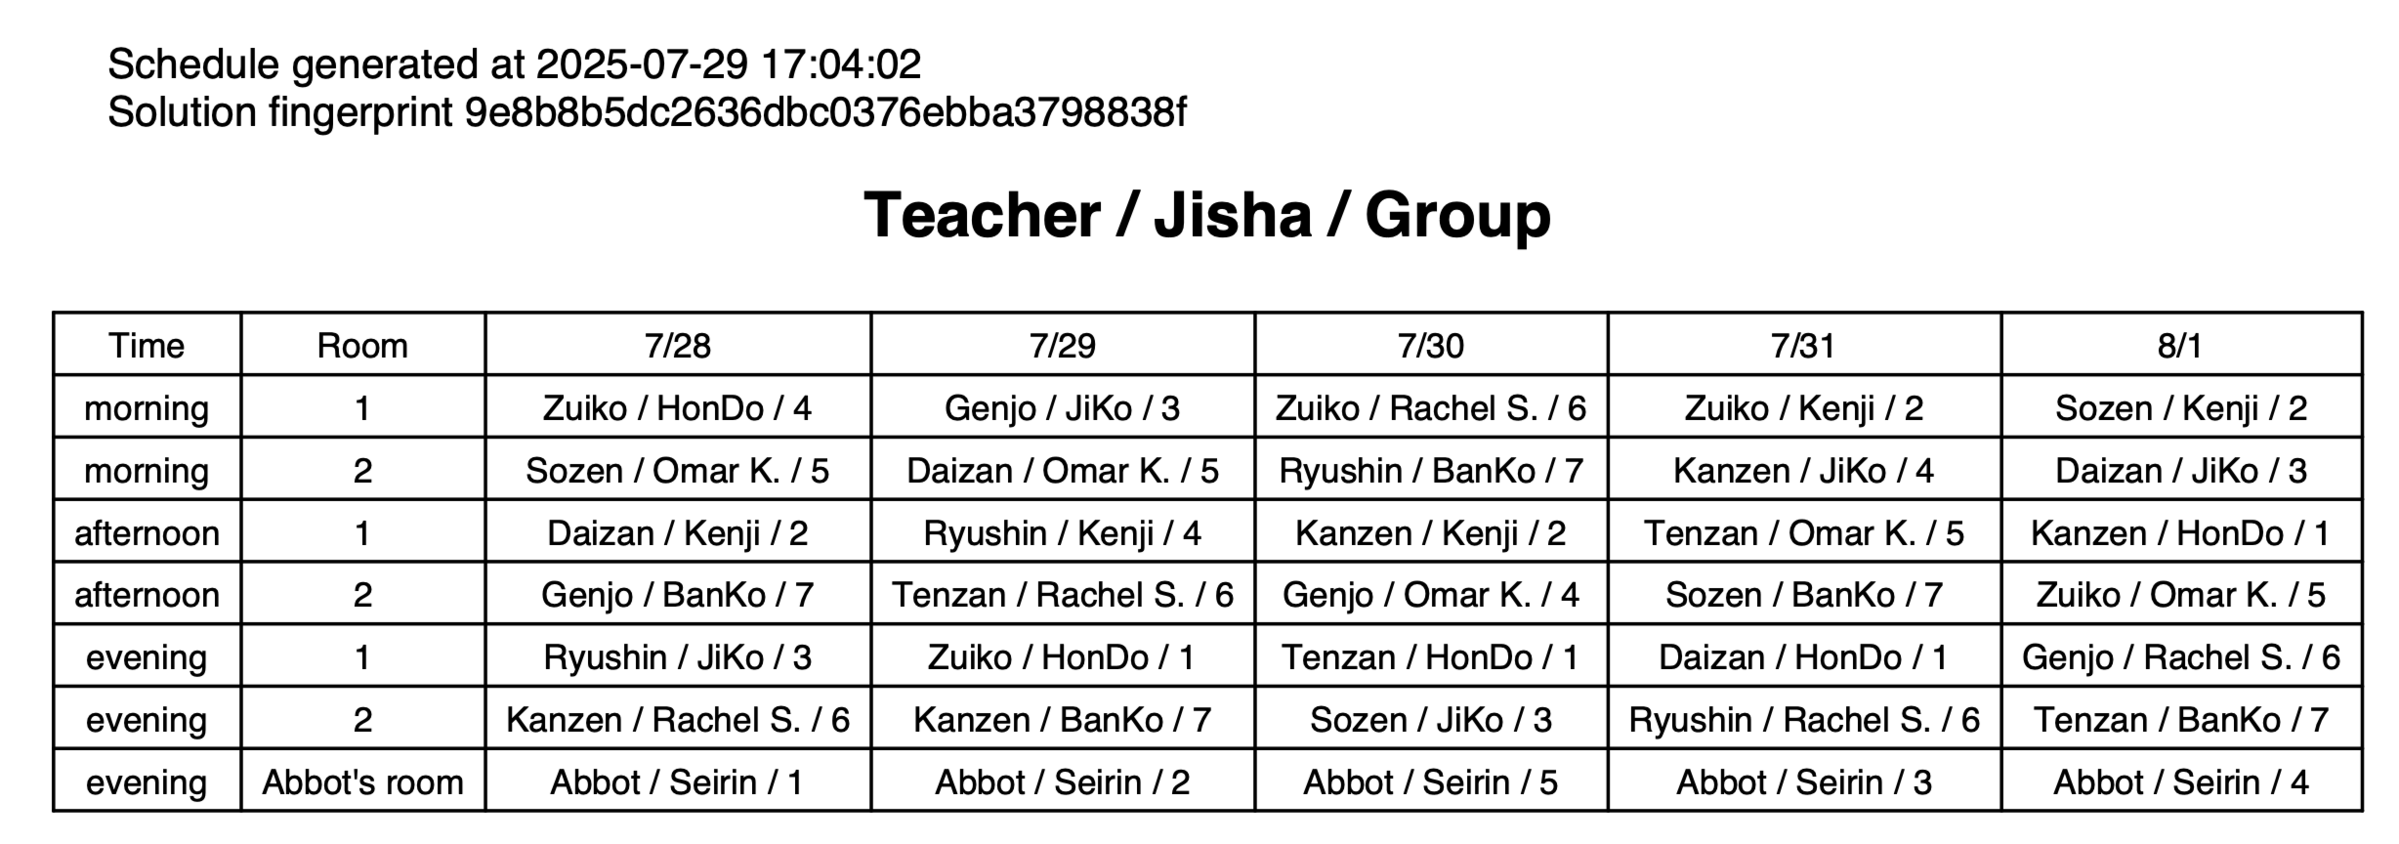 Schedule generated at 2025-07-29 17:04:02
Solution fingerprint 9e8b8b5dc2636dbc0376ebba3798838f
Teacher / Jisha / Group
Time Room 7/28 7/29 7/30 7/31 8/1
morning 1 Zuiko / HonDo / 4 Genjo / JiKo / 3 Zuiko / Rachel S. / 6 Zuiko / Kenji / 2 Sozen / Kenji / 2
morning 2 Sozen / Omar K. / 5 Daizan / Omar K. / 5 Ryushin / BanKo / 7 Kanzen / JiKo / 4 Daizan / JiKo / 3
afternoon 1 Daizan / Kenji / 2 Ryushin / Kenji / 4 Kanzen / Kenji / 2 Tenzan / Omar K. / 5 Kanzen / HonDo / 1
afternoon 2 Genjo / BanKo / 7 Tenzan / Rachel S. / 6 Genjo / Omar K. / 4 Sozen / BanKo / 7 Zuiko / Omar K. / 5
evening 1 Ryushin / JiKo / 3 Zuiko / HonDo / 1 Tenzan / HonDo / 1 Daizan / HonDo / 1 Genjo / Rachel S. / 6
evening 2 Kanzen / Rachel S. / 6 Kanzen / BanKo / 7 Sozen / JiKo / 3 Ryushin / Rachel S. / 6 Tenzan / BanKo / 7
evening Abbot's room Abbot / Seirin / 1 Abbot / Seirin / 2 Abbot / Seirin / 5 Abbot / Seirin / 3 Abbot / Seirin / 4